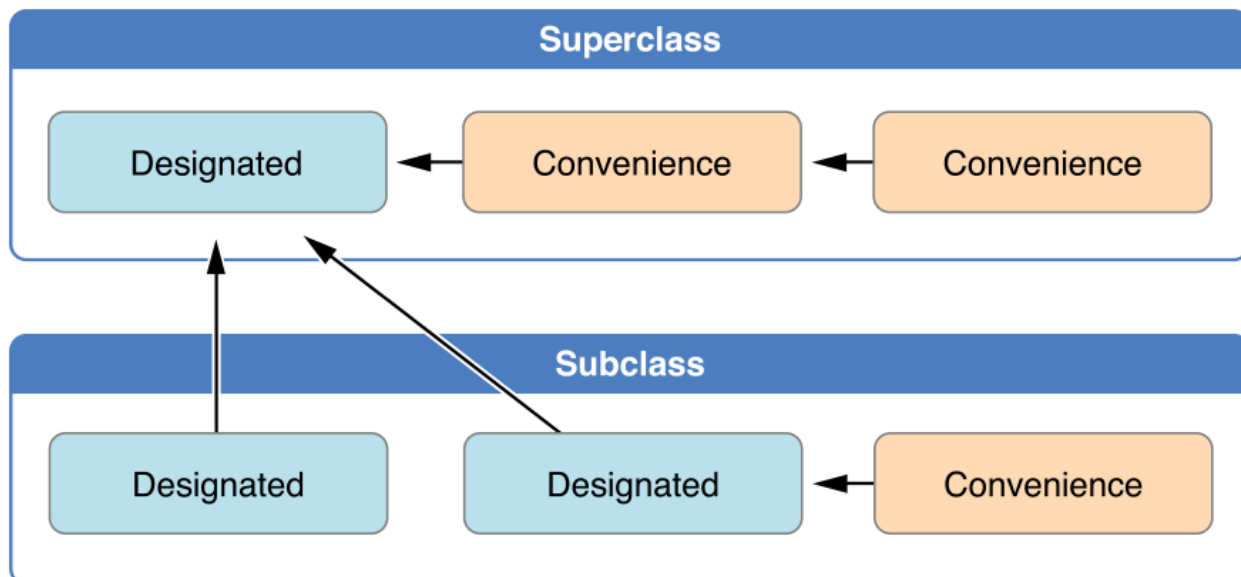 Superclass
Designated
Convenience
Convenience
Subclass
Designated
Designated
Convenience